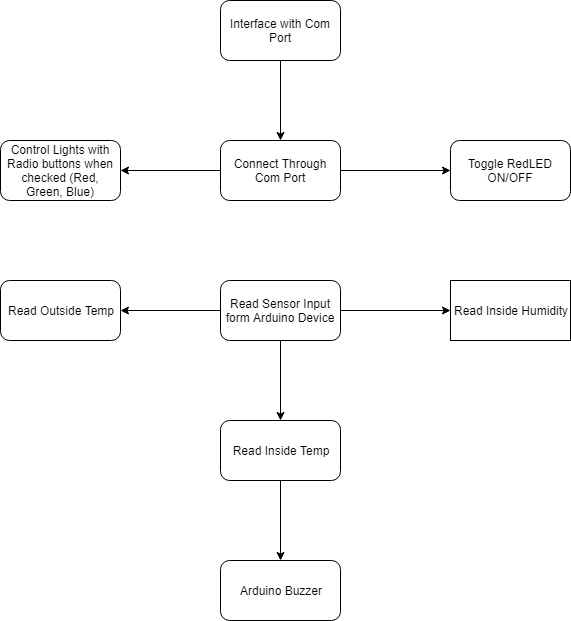 Interface with Com
Port
Control Lights with
Radio buttons when
checked (Red,
Green, Blue)
Connect Through
Com Port
Toggle RedLED
ON/OFF
Read Outside Temp
Read Sensor Input
form Arduino Device
Read Inside Humidity
Read Inside Temp
Arduino Buzzer